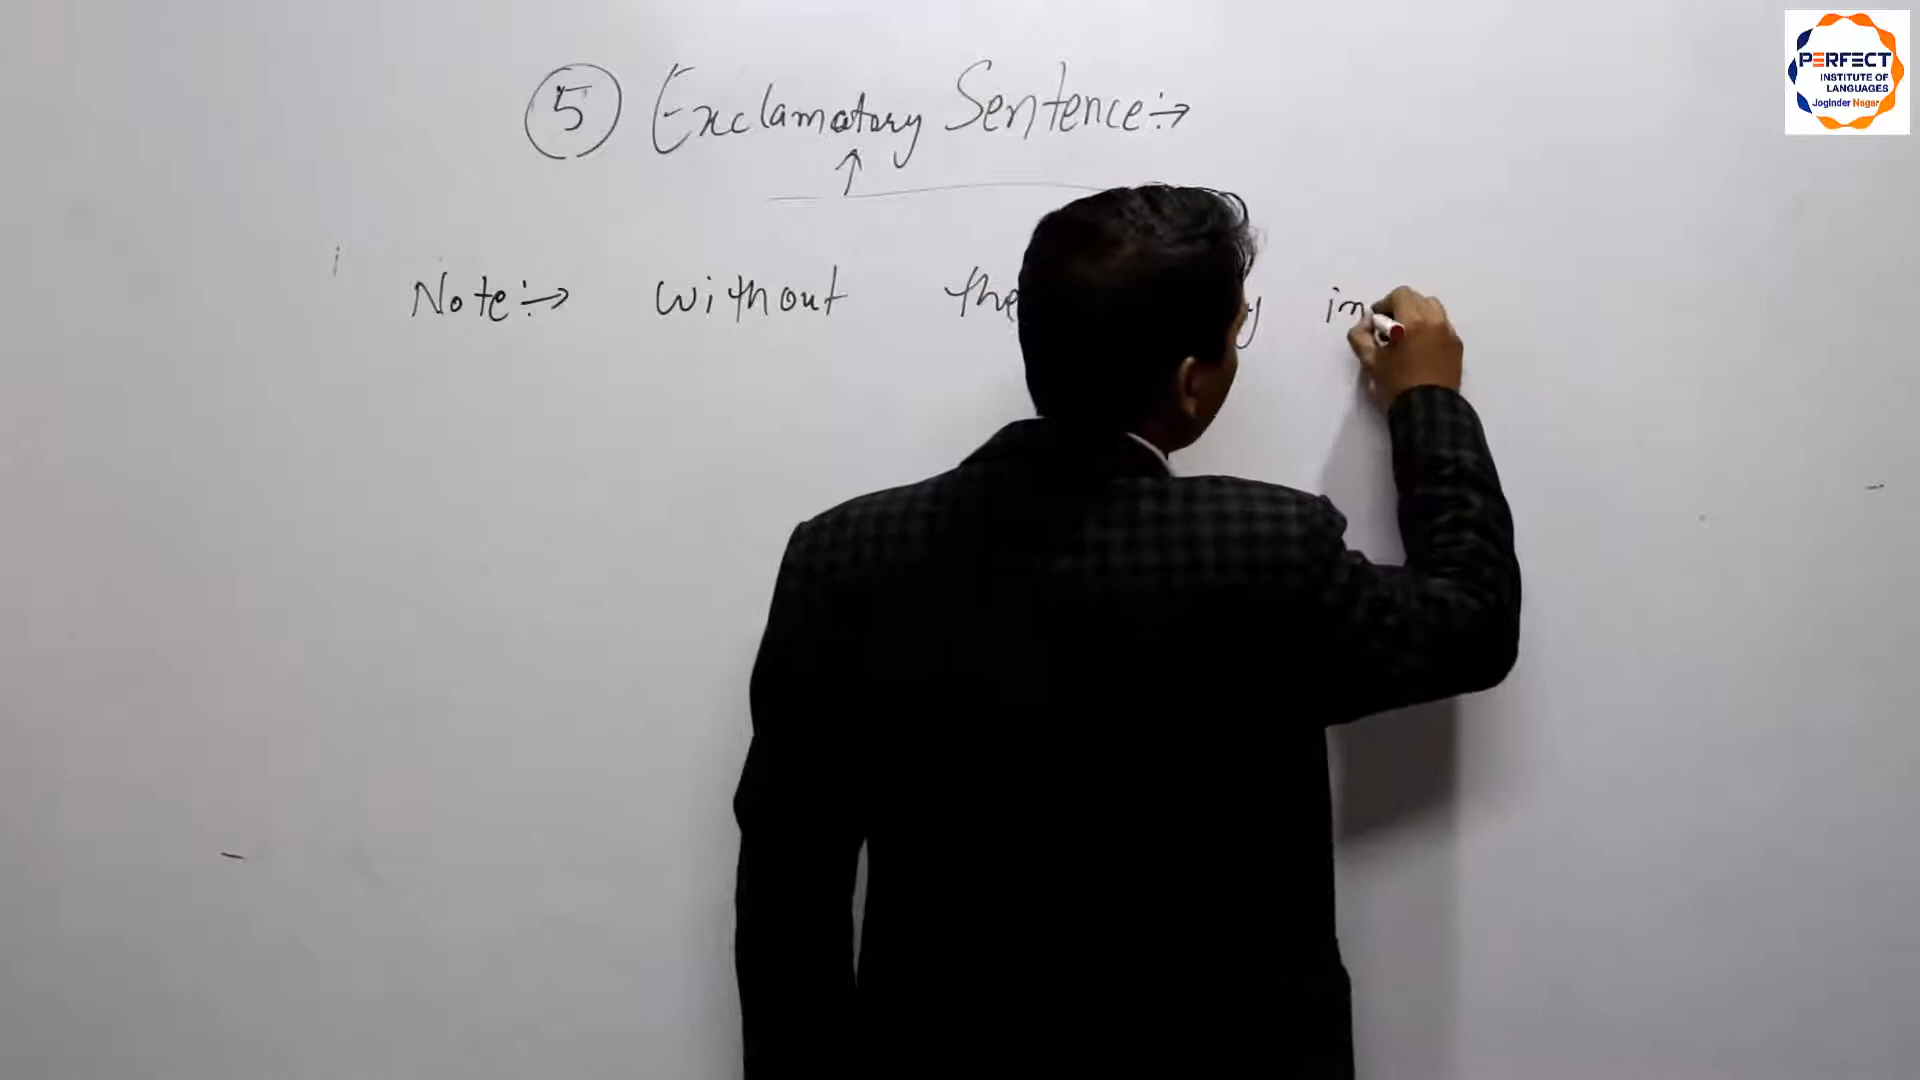 ⑤ Exclamatory Sentence:→
↑
Note:→ Without the
PERFECT
INSTITUTE OF
LANGUAGES
Joginder Nagar